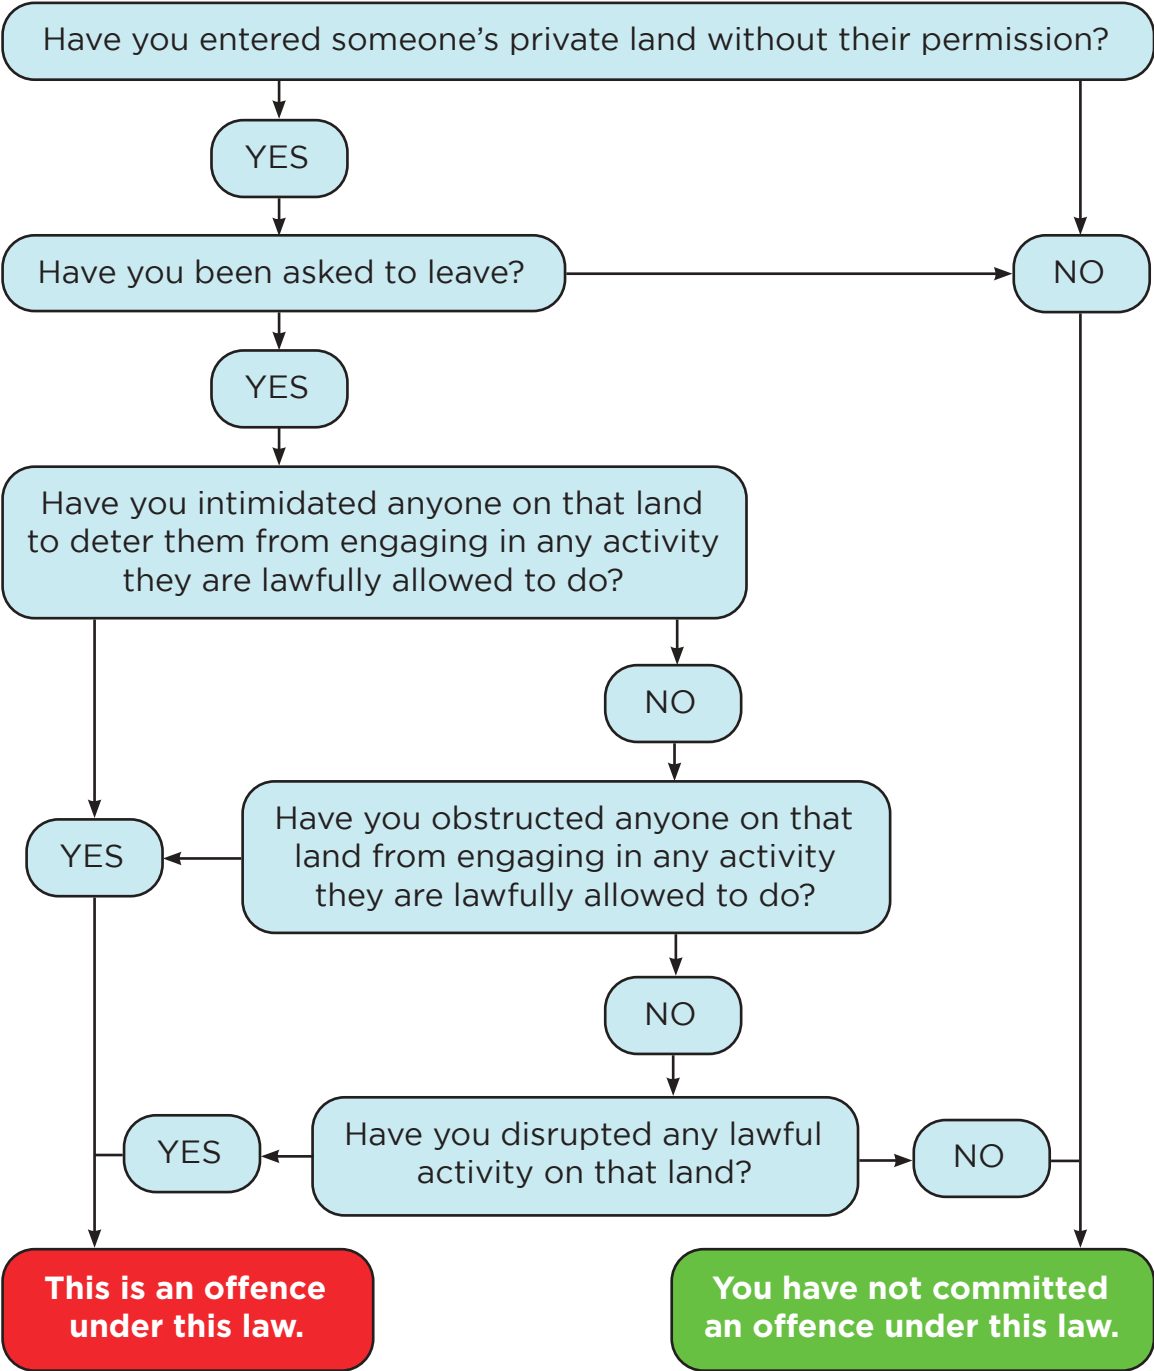 Have you entered someone’s private land without their permission?
YES
Have you been asked to leave?
NO
YES
Have you intimidated anyone on that land
to deter them from engaging in any activity
they are lawfully allowed to do?
NO
YES
Have you obstructed anyone on that
land from engaging in any activity
they are lawfully allowed to do?
NO
YES
Have you disrupted any lawful
activity on that land?
NO
This is an offence
under this law.
You have not committed
an offence under this law.